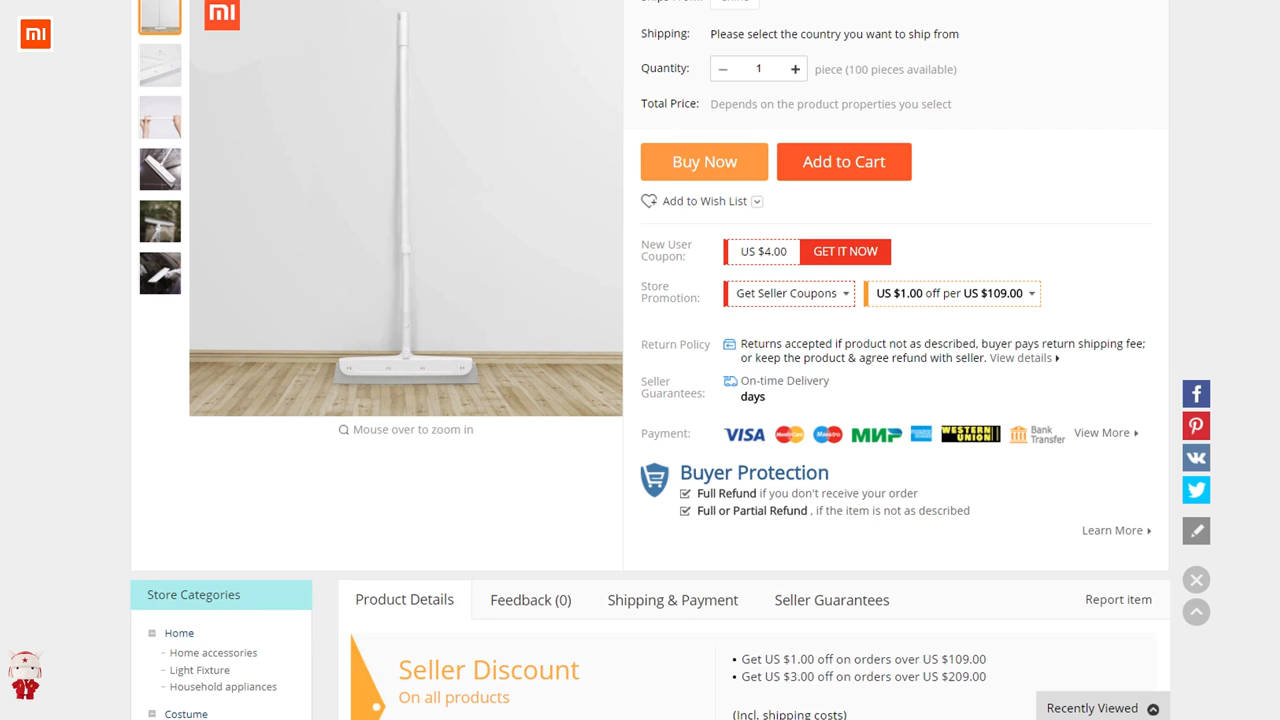 mi
mi
Shipping: Please select the country you want to ship from
Quantity: − 1 + piece (100 pieces available)
Total Price: Depends on the product properties you select
Buy Now Add to Cart
Add to Wish List
New User Coupon: US $4.00 GET IT NOW
Store Promotion: Get Seller Coupons US $1.00 off per US $109.00
Return Policy Returns accepted if product not as described, buyer pays return shipping fee;
or keep the product & agree refund with seller. View details
Seller Guarantees: On-time Delivery
days
Payment: VISA MasterCard Maestro МИР WESTERN UNION Bank Transfer View More
Buyer Protection
Full Refund if you don't receive your order
Full or Partial Refund , if the item is not as described
Learn More
Mouse over to zoom in
Store Categories
Home
Home accessories
Light Fixture
Household appliances
Costume
Product Details Feedback (0) Shipping & Payment Seller Guarantees Report item
Seller Discount
On all products
• Get US $1.00 off on orders over US $109.00
• Get US $3.00 off on orders over US $209.00
(Incl. shipping costs)
Recently Viewed